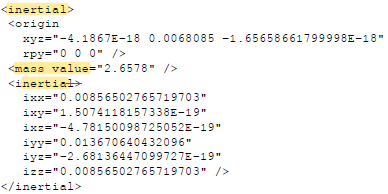 <inertial>
<origin
xyz="-4.1867E-18 0.0068085 -1.65658661799998E-18"
rpy="0 0 0" />
<mass value="2.6578" />
<inertial>
ixx="0.00856502765719703"
ixy="1.5074118157338E-19"
ixz="-4.78150098725052E-19"
iyy="0.013670640432096"
iyz="-2.68136447099727E-19"
izz="0.00856502765719703" />
</inertial>